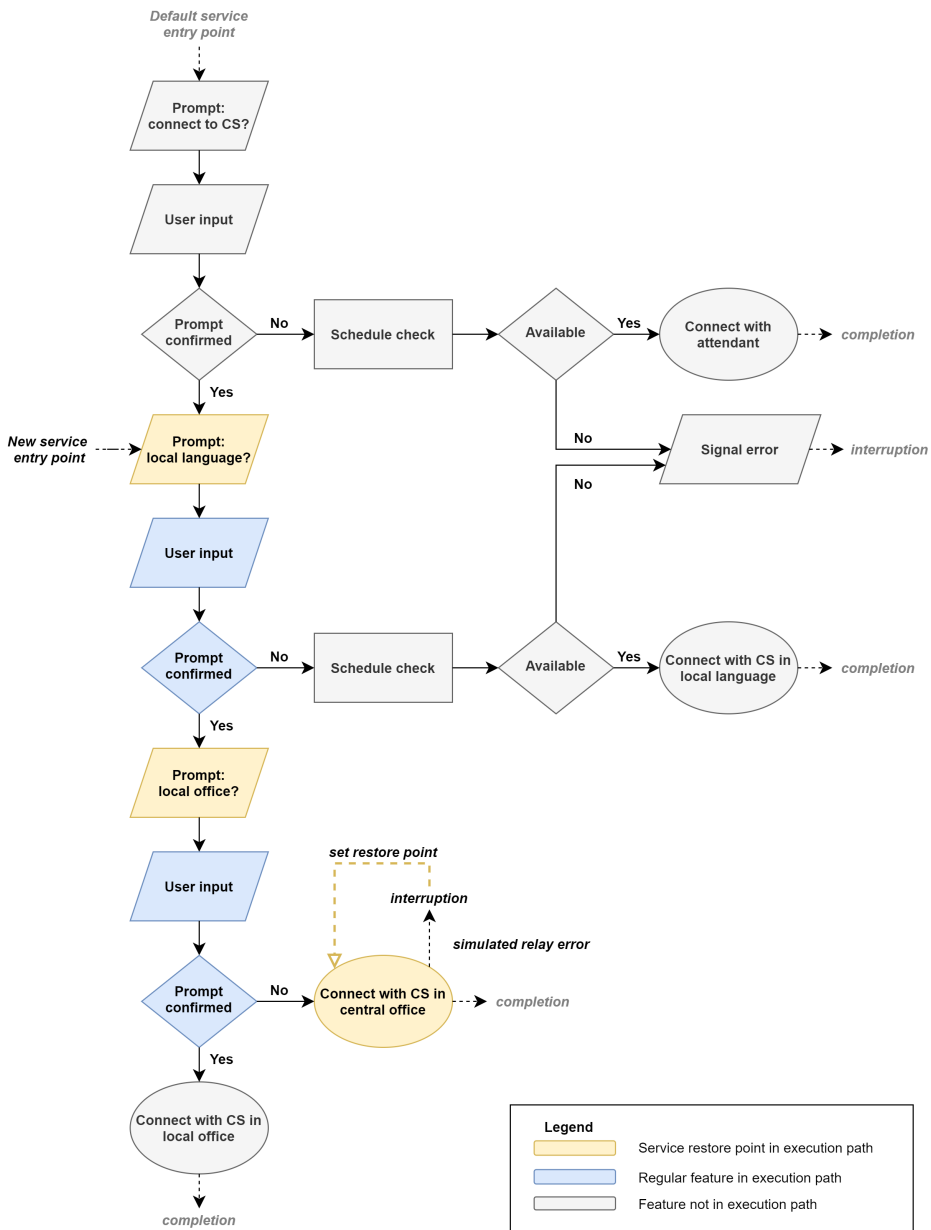 Default service
entry point
Prompt:
connect to CS?
User input
Prompt
confirmed
No
Schedule check
Available
Yes
Connect with
attendant
completion
Yes
New service
entry point
Prompt:
local language?
No
Signal error
interruption
No
User input
Prompt
confirmed
No
Schedule check
Available
Yes
Connect with CS in
local language
completion
Yes
Prompt:
local office?
User input
set restore point
interruption
simulated relay error
Prompt
confirmed
No
Connect with CS in
central office
completion
Yes
Connect with CS in
local office
completion
Legend
Service restore point in execution path
Regular feature in execution path
Feature not in execution path